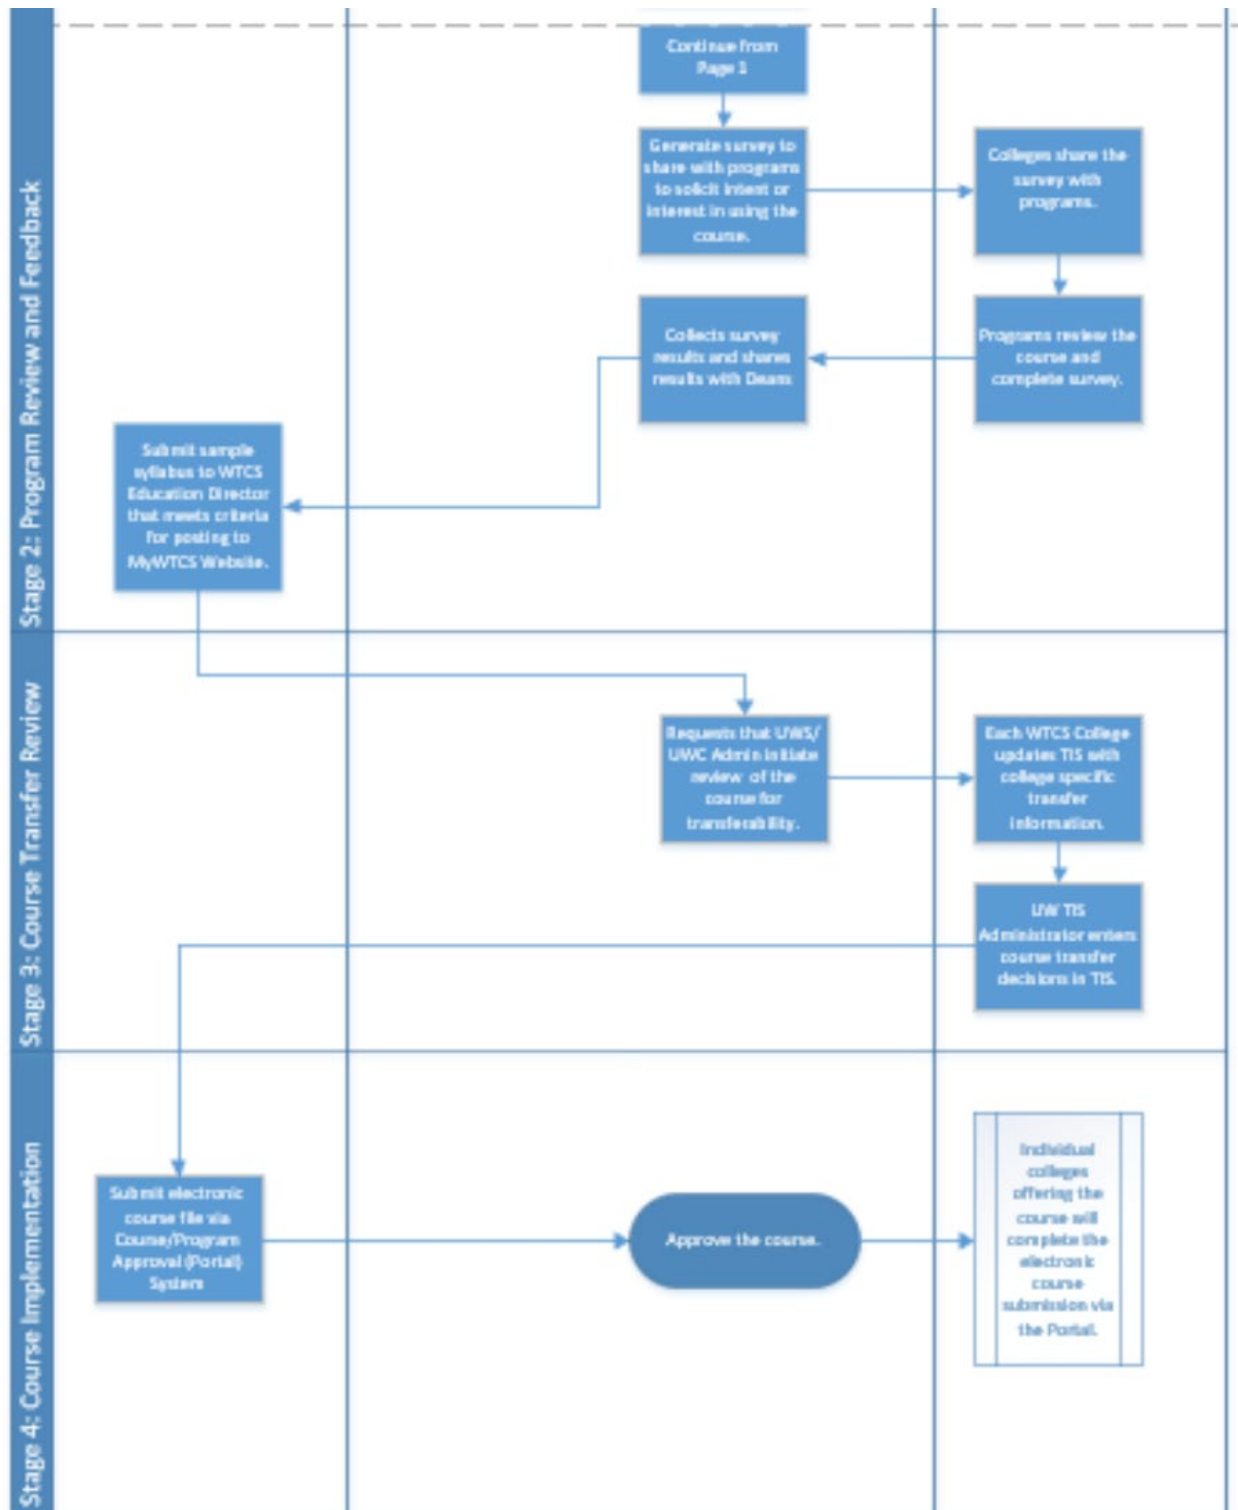 Stage 2: Program Review and Feedback
Continue from
Page 1
Generate survey to
share with programs
to solicit intent or
interest in using the
course.
Colleges share the
survey with
programs.
Programs review the
course and
complete survey.
Collects survey
results and shares
results with Deans
Submit sample
syllabus to WTCS
Education Director
that meets criteria
for posting to
MyWTCS Website.
Stage 3: Course Transfer Review
Requests that UWS/
UWC Admin initiate
review of the
course for
transferability.
Each WTCS College
updates TIS with
college specific
transfer
information.
UW TIS
Administrator enters
course transfer
decisions in TIS.
Stage 4: Course Implementation
Submit electronic
course file via
Course/Program
Approval (Portal)
System
Approve the course.
Individual
colleges
offering the
course will
complete the
electronic
course
submission via
the Portal.